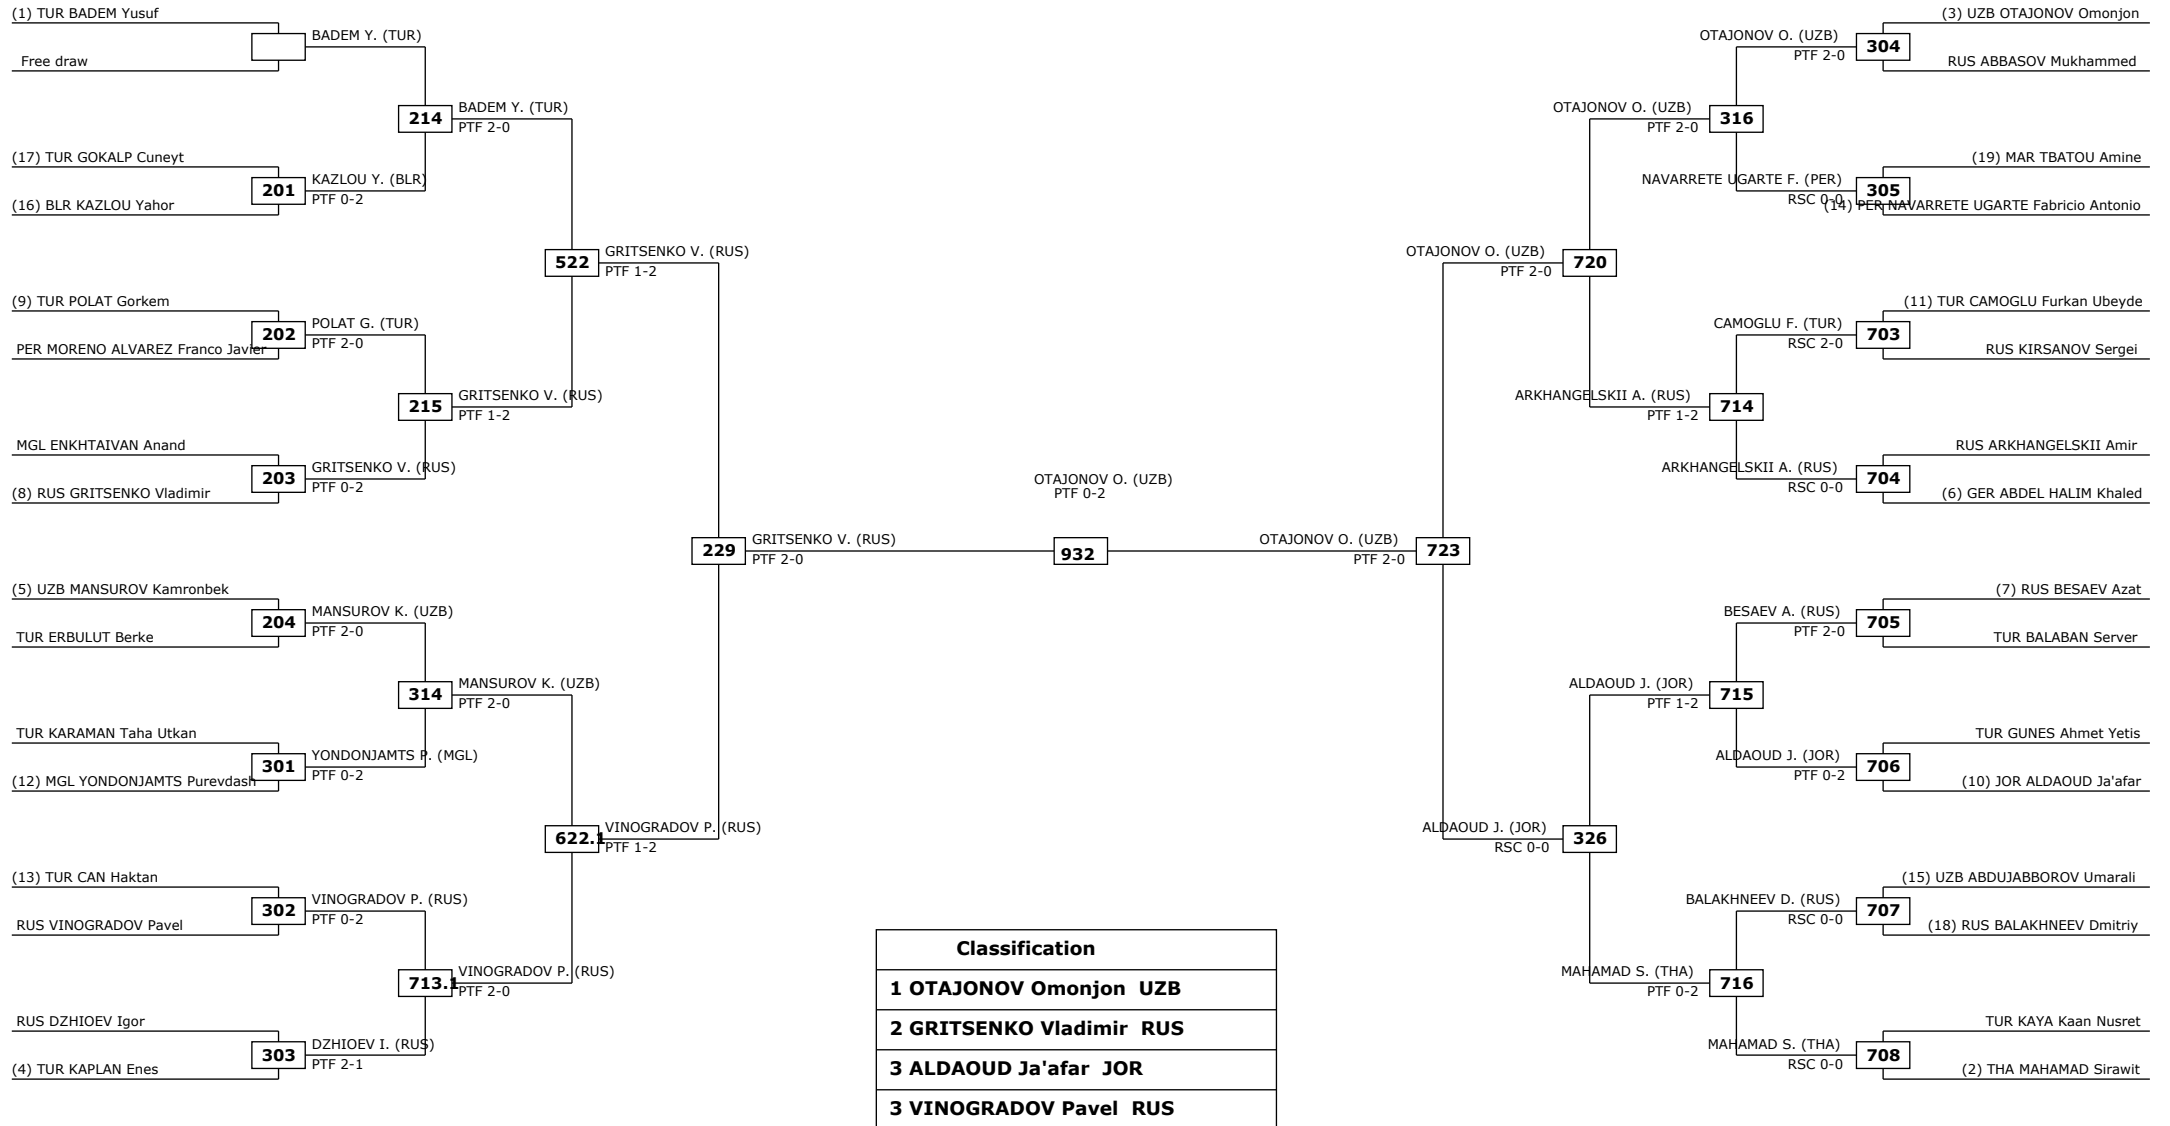 (1) TUR BADEM Yusuf
Free draw
BADEM Y. (TUR)
(17) TUR GOKALP Cuneyt
(16) BLR KAZLOU Yahor
201
KAZLOU Y. (BLR)
PTF 0-2
214
BADEM Y. (TUR)
PTF 2-0
(9) TUR POLAT Gorkem
PER MORENO ALVAREZ Franco Javier
202
POLAT G. (TUR)
PTF 2-0
MGL ENKHTAIVAN Anand
(8) RUS GRITSENKO Vladimir
203
GRITSENKO V. (RUS)
PTF 0-2
215
GRITSENKO V. (RUS)
PTF 1-2
522
GRITSENKO V. (RUS)
PTF 1-2
(5) UZB MANSUROV Kamronbek
TUR ERBULUT Berke
204
MANSUROV K. (UZB)
PTF 2-0
TUR KARAMAN Taha Utkan
(12) MGL YONDONJAMTS Purevdash
301
YONDONJAMTS P. (MGL)
PTF 0-2
314
MANSUROV K. (UZB)
PTF 2-0
(13) TUR CAN Haktan
RUS VINOGRADOV Pavel
302
VINOGRADOV P. (RUS)
PTF 0-2
RUS DZHIOEV Igor
(4) TUR KAPLAN Enes
303
DZHIOEV I. (RUS)
PTF 2-1
713.1
VINOGRADOV P. (RUS)
PTF 2-0
622.1
VINOGRADOV P. (RUS)
PTF 1-2
229
GRITSENKO V. (RUS)
PTF 2-0
OTAJONOV O. (UZB)
PTF 0-2
932
OTAJONOV O. (UZB)
PTF 2-0
723
(3) UZB OTAJONOV Omonjon
RUS ABBASOV Mukhammed
304
OTAJONOV O. (UZB)
PTF 2-0
(19) MAR TBATOU Amine
(14) PER NAVARRETE UGARTE Fabricio Antonio
305
NAVARRETE UGARTE F. (PER)
RSC 0-0
316
OTAJONOV O. (UZB)
PTF 2-0
(11) TUR CAMOGLU Furkan Ubeyde
RUS KIRSANOV Sergei
703
CAMOGLU F. (TUR)
RSC 2-0
RUS ARKHANGELSKII Amir
(6) GER ABDEL HALIM Khaled
704
ARKHANGELSKII A. (RUS)
RSC 0-0
714
ARKHANGELSKII A. (RUS)
PTF 1-2
720
OTAJONOV O. (UZB)
PTF 2-0
(7) RUS BESAEV Azat
TUR BALABAN Server
705
BESAEV A. (RUS)
PTF 2-0
TUR GUNES Ahmet Yetis
(10) JOR ALDAOUD Ja'afar
706
ALDAOUD J. (JOR)
PTF 0-2
715
ALDAOUD J. (JOR)
PTF 1-2
(15) UZB ABDUJABBOROV Umarali
(18) RUS BALAKHNEEV Dmitriy
707
BALAKHNEEV D. (RUS)
RSC 0-0
TUR KAYA Kaan Nusret
(2) THA MAHAMAD Sirawit
708
MAHAMAD S. (THA)
RSC 0-0
716
MAHAMAD S. (THA)
PTF 0-2
326
ALDAOUD J. (JOR)
RSC 0-0
Classification
1 OTAJONOV Omonjon UZB
2 GRITSENKO Vladimir RUS
3 ALDAOUD Ja'afar JOR
3 VINOGRADOV Pavel RUS